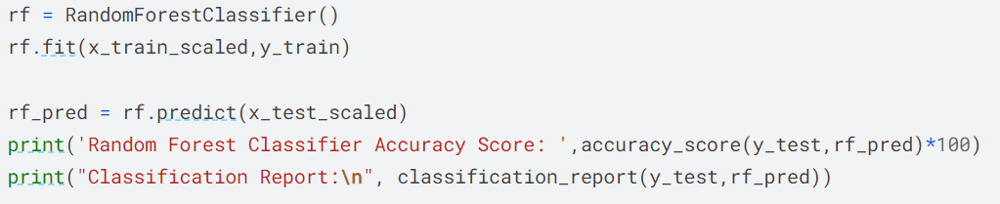 rf = RandomForestClassifier()
rf.fit(x_train_scaled,y_train)
rf_pred = rf.predict(x_test_scaled)
print('Random Forest Classifier Accuracy Score: ',accuracy_score(y_test,rf_pred)*100)
print("Classification Report:\n", classification_report(y_test,rf_pred))